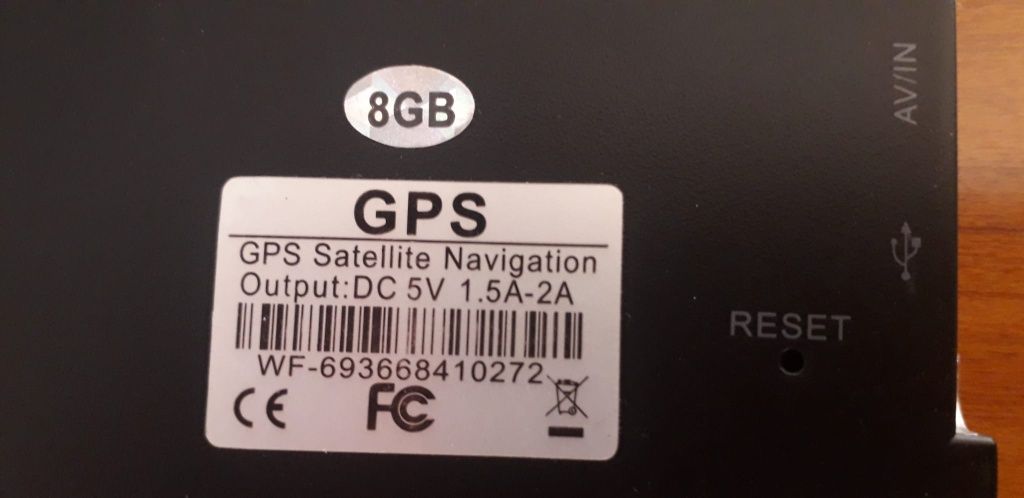 8GB
AV/IN
GPS
GPS Satellite Navigation
Output:DC 5V 1.5A-2A
WF-693668410272
CE FC
RESET